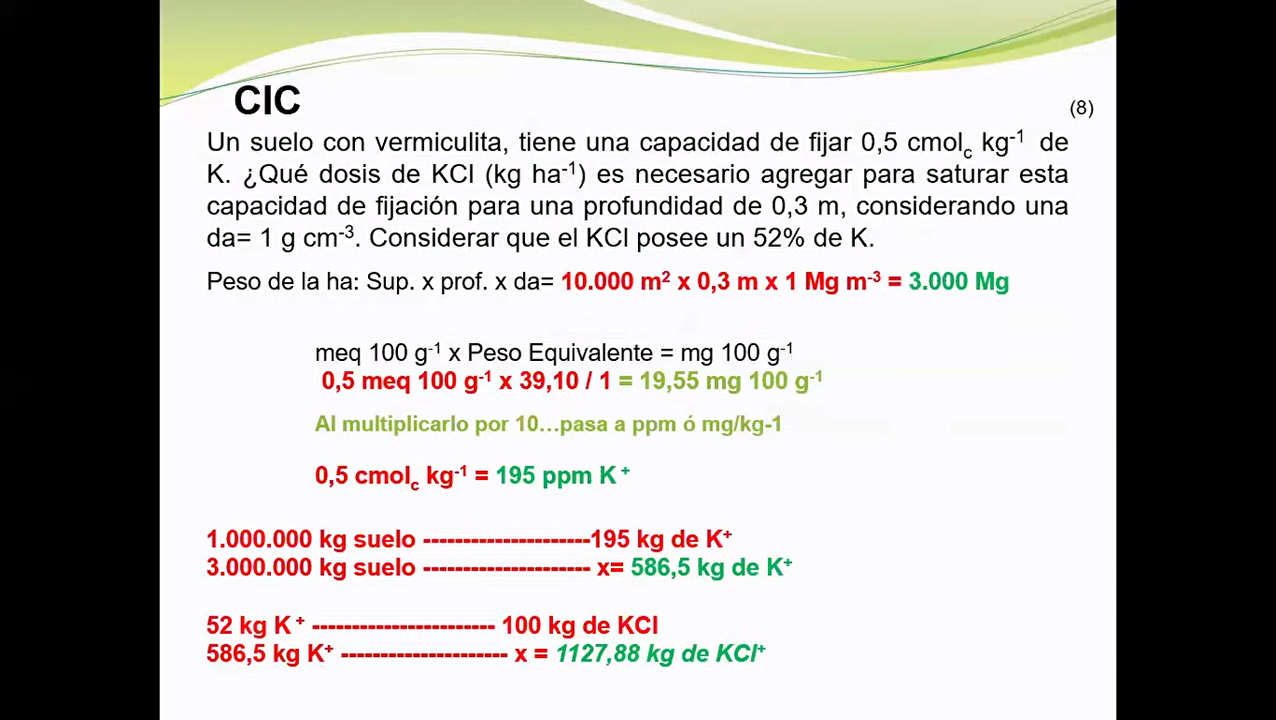 CIC
(8)
Un suelo con vermiculita, tiene una capacidad de fijar 0,5 cmolc kg-1 de
K. ¿Qué dosis de KCl (kg ha-1) es necesario agregar para saturar esta
capacidad de fijación para una profundidad de 0,3 m, considerando una
da= 1 g cm-3. Considerar que el KCl posee un 52% de K.
Peso de la ha: Sup. x prof. x da= 10.000 m2 x 0,3 m x 1 Mg m-3 = 3.000 Mg
meq 100 g-1 x Peso Equivalente = mg 100 g-1
0,5 meq 100 g-1 x 39,10 / 1 = 19,55 mg 100 g-1
Al multiplicarlo por 10…pasa a ppm ó mg/kg-1
0,5 cmolc kg-1 = 195 ppm K +
1.000.000 kg suelo ---------------------195 kg de K+
3.000.000 kg suelo --------------------- x= 586,5 kg de K+
52 kg K + ----------------------- 100 kg de KCl
586,5 kg K+ --------------------- x = 1127,88 kg de KCl+